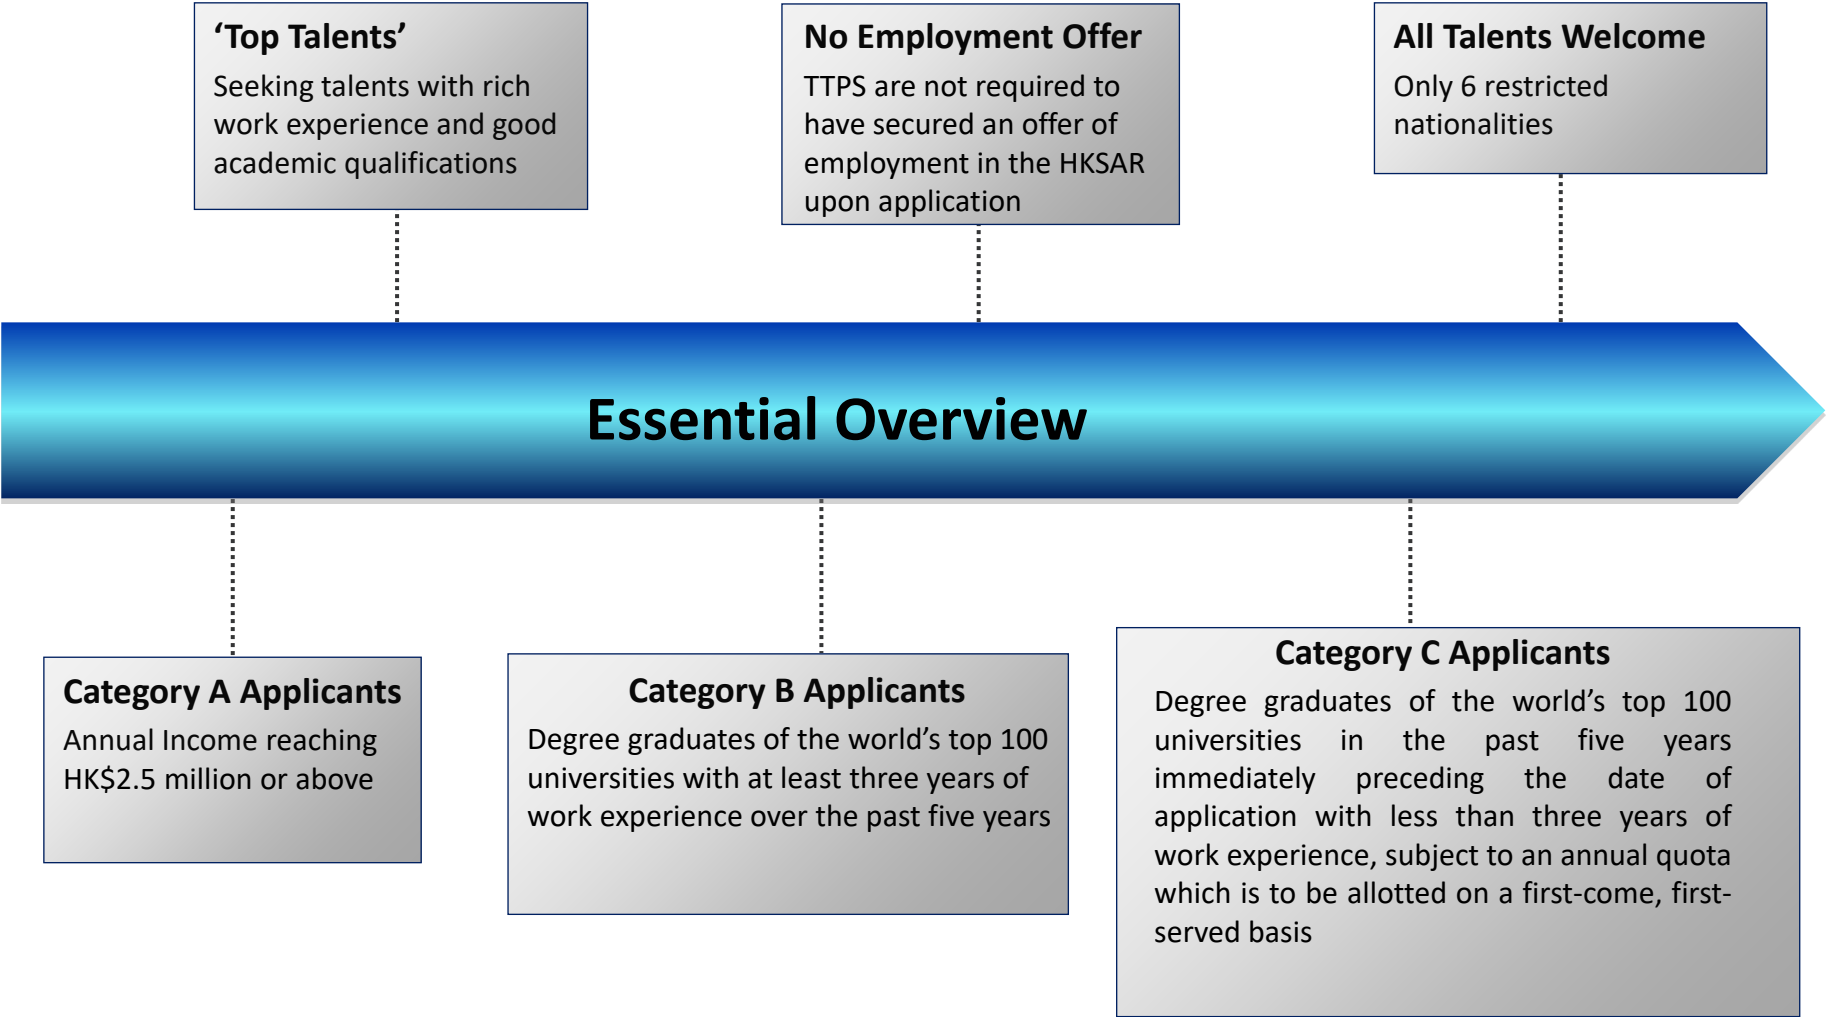 ‘Top Talents’
Seeking talents with rich
work experience and good
academic qualifications
No Employment Offer
TTPS are not required to
have secured an offer of
employment in the HKSAR
upon application
All Talents Welcome
Only 6 restricted
nationalities
Essential Overview
Category A Applicants
Annual Income reaching
HK$2.5 million or above
Category B Applicants
Degree graduates of the world’s top 100
universities with at least three years of
work experience over the past five years
Category C Applicants
Degree graduates of the world’s top 100
universities in the past five years
immediately preceding the date of
application with less than three years of
work experience, subject to an annual quota
which is to be allotted on a first-come, first-
served basis